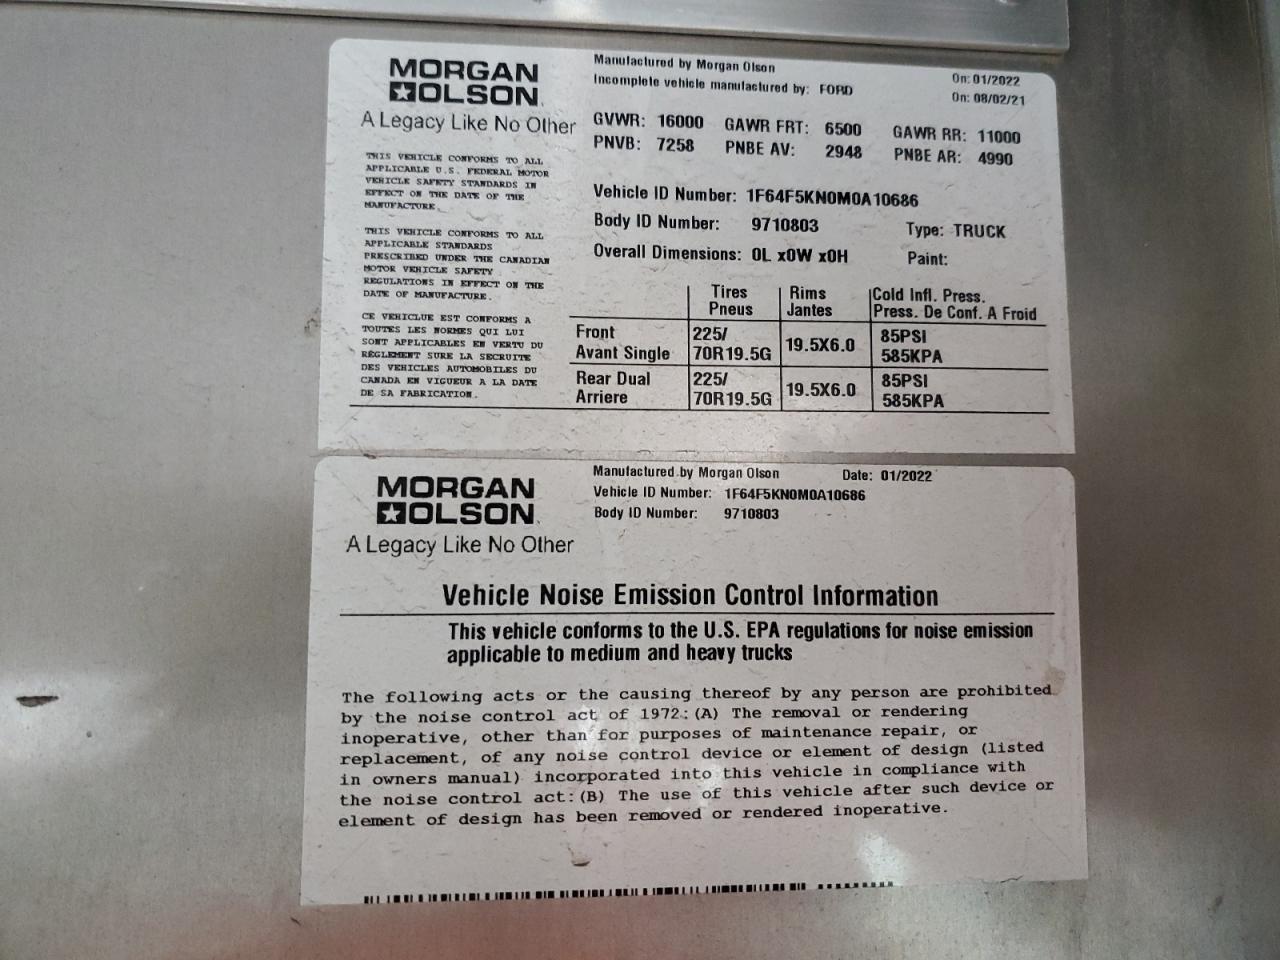 MORGAN
OLSON
A Legacy Like No Other
THIS VEHICLE CONFORMS TO ALL
APPLICABLE U.S. FEDERAL MOTOR
VEHICLE SAFETY STANDARDS IN
EFFECT ON THE DATE OF THE
MANUFACTURE.
THIS VEHICLE CONFORMS TO ALL
APPLICABLE STANDARDS
PRESCRIBED UNDER THE CANADIAN
MOTOR VEHICLE SAFETY
REGULATIONS IN EFFECT ON THE
DATE OF MANUFACTURE.
CE VEHICLUE EST CONFORMS A
TOUTES LES NORMES QUI LUI
SONT APPLICABLES EN VERTU DU
REGLEMENT SURE LA SECRUITE
DES VEHICLES AUTOMOBILES DU
CANADA EN VIGUEUR A LA DATE
DE SA FABRICATION.
Manufactured by Morgan Olson On: 01/2022
Incomplete vehicle manufactured by: FORD On: 08/02/21
GVWR: 16000 GAWR FRT: 6500 GAWR RR: 11000
PNVB: 7258 PNBE AV: 2948 PNBE AR: 4990
Vehicle ID Number: 1F64F5KN0M0A10686
Body ID Number: 9710803 Type: TRUCK
Overall Dimensions: 0L x0W x0H Paint:
Tires Rims Cold Infl. Press.
Pneus Jantes Press. De Conf. A Froid
Front 225/ 19.5X6.0 85PSI
Avant Single 70R19.5G 585KPA
Rear Dual 225/ 19.5X6.0 85PSI
Arriere 70R19.5G 585KPA
MORGAN
OLSON
A Legacy Like No Other
Manufactured by Morgan Olson Date: 01/2022
Vehicle ID Number: 1F64F5KN0M0A10686
Body ID Number: 9710803
Vehicle Noise Emission Control Information
This vehicle conforms to the U.S. EPA regulations for noise emission
applicable to medium and heavy trucks
The following acts or the causing thereof by any person are prohibited
by the noise control act of 1972:(A) The removal or rendering
inoperative, other than for purposes of maintenance repair, or
replacement, of any noise control device or element of design (listed
in owners manual) incorporated into this vehicle in compliance with
the noise control act:(B) The use of this vehicle after such device or
element of design has been removed or rendered inoperative.